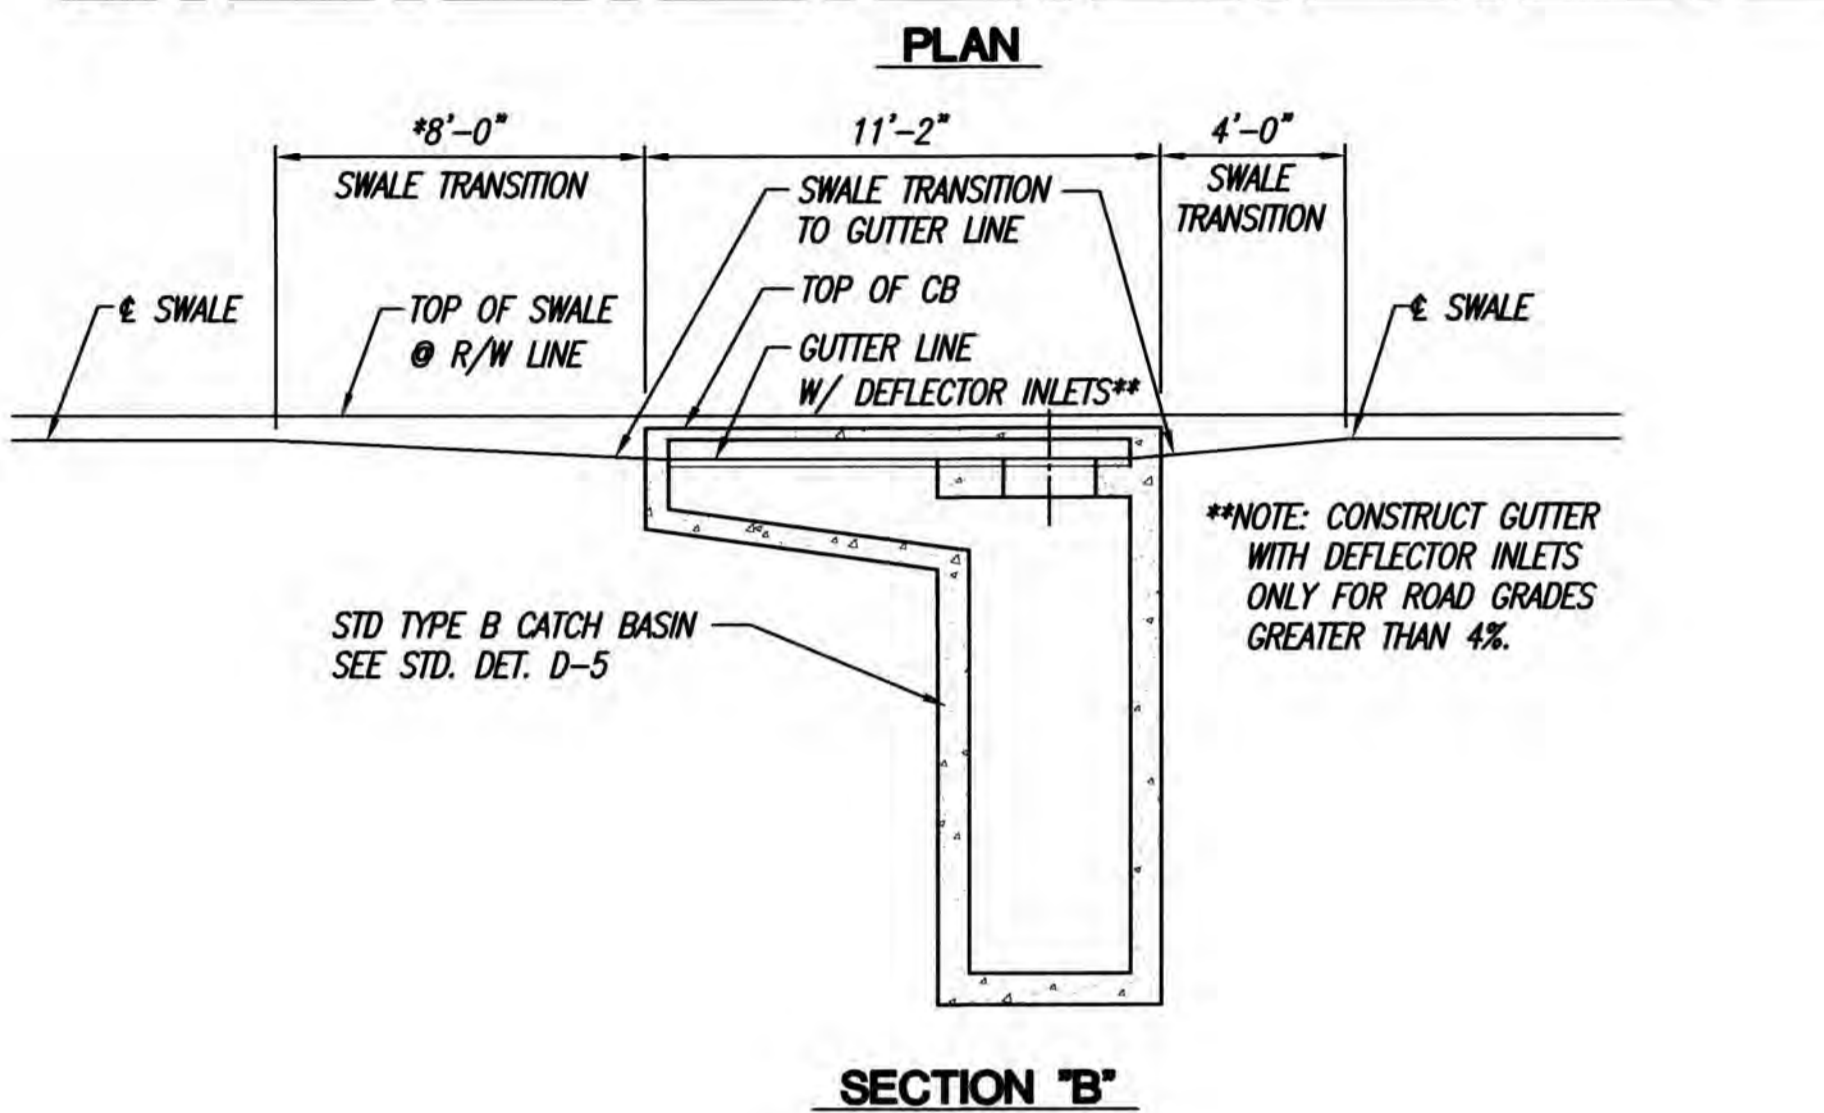 PLAN
*8'-0"
11'-2"
4'-0"
SWALE TRANSITION
SWALE TRANSITION
TO GUTTER LINE
SWALE
TRANSITION
℄ SWALE
TOP OF SWALE
@ R/W LINE
TOP OF CB
GUTTER LINE
W/ DEFLECTOR INLETS**
℄ SWALE
**NOTE: CONSTRUCT GUTTER
WITH DEFLECTOR INLETS
ONLY FOR ROAD GRADES
GREATER THAN 4%.
STD TYPE B CATCH BASIN
SEE STD. DET. D-5
SECTION "B"